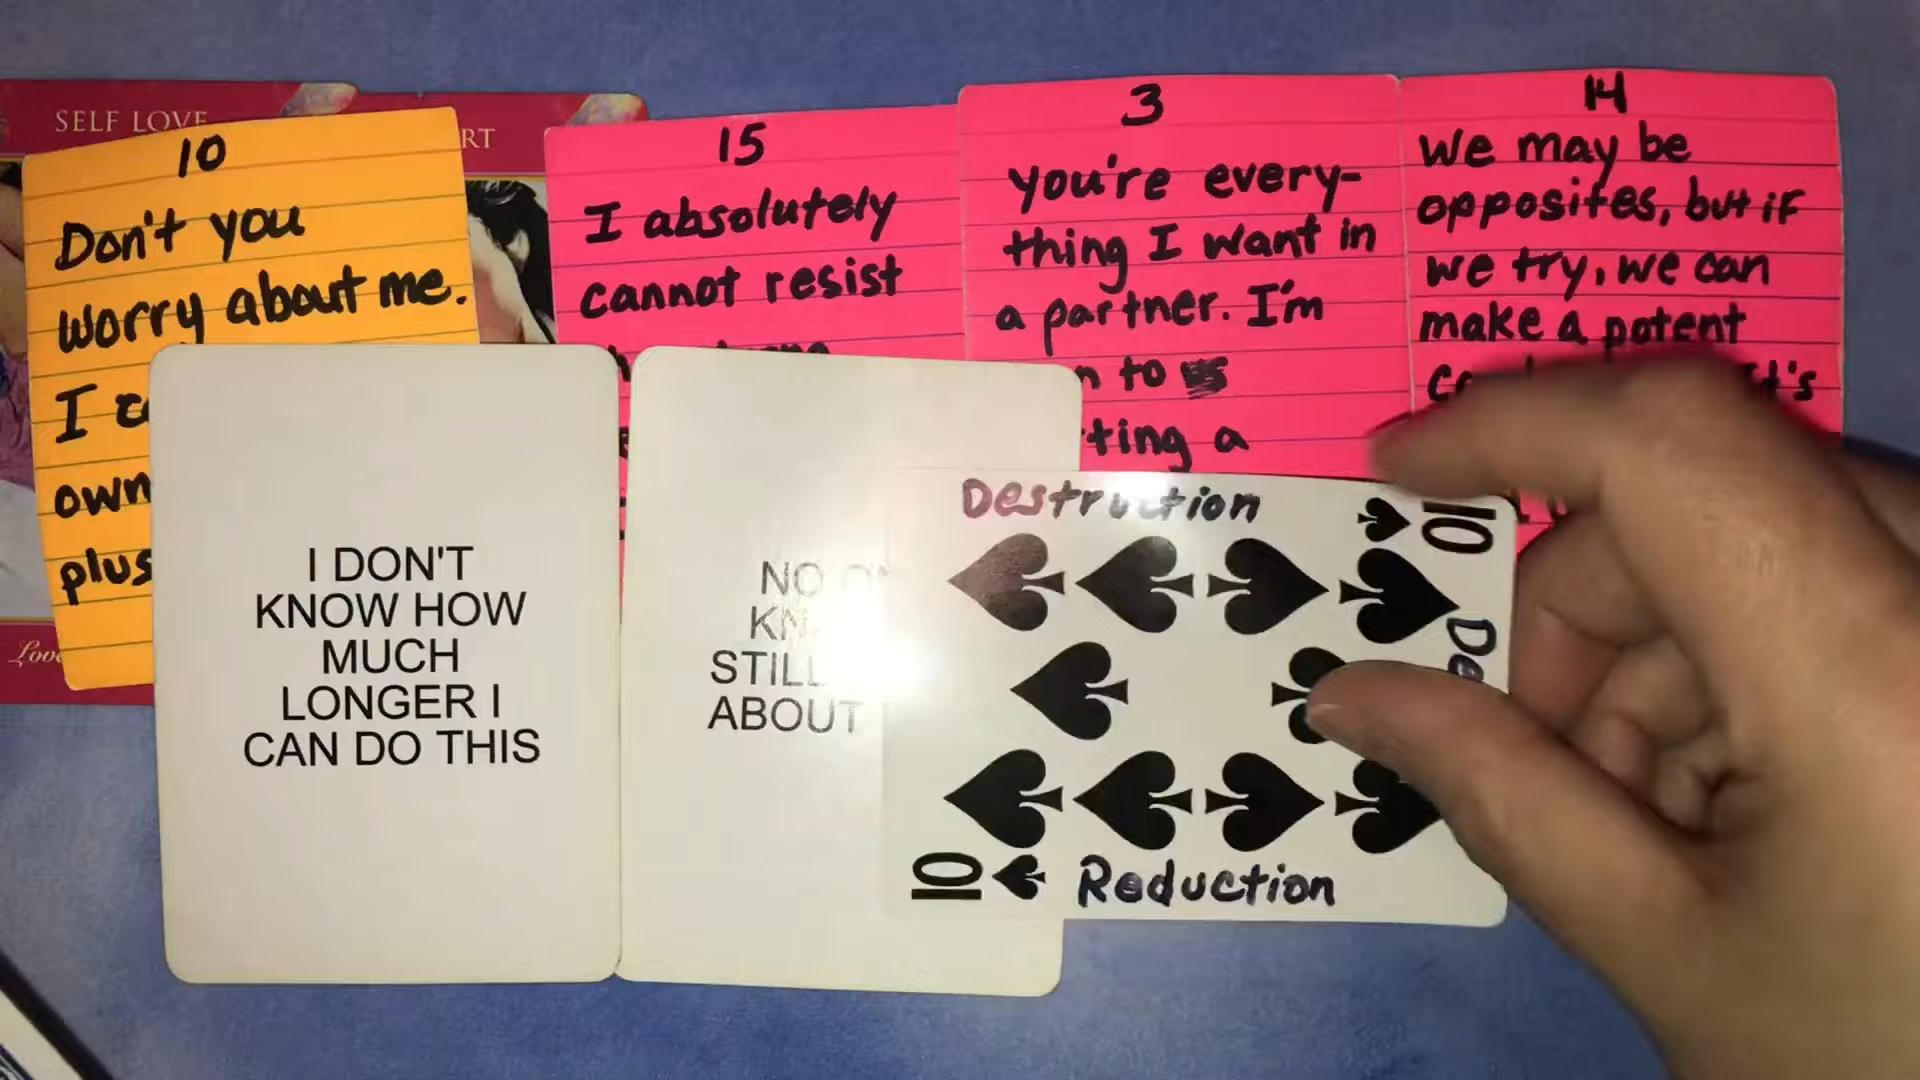 SELF LOVE
RT
10
Don't you
worry about me.
I
own
plus
Love
15
I absolutely
cannot resist
3
you're every-
thing I want in
a partner. I'm
to
a
14
We may be
opposites, but if
we try, we can
make a potent
I DON'T
KNOW HOW
MUCH
LONGER I
CAN DO THIS
NO
STILL
ABOUT
Destruction
10
10
Reduction